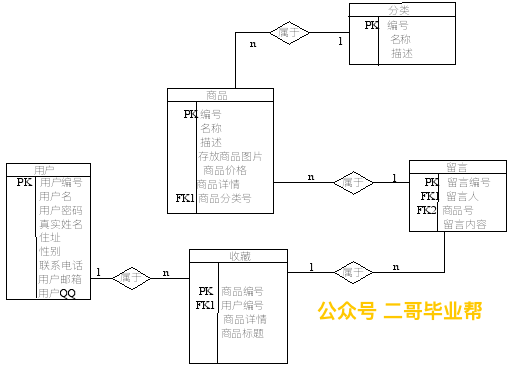 分类
PK 编号
名称
描述
属于
n
1
商品
PK 编号
名称
描述
存放商品图片
商品价格
商品详情
FK1 商品分类号
n
属于
1
留言
PK 留言编号
FK1 留言人
FK2 商品号
留言内容
用户
PK 用户编号
用户名
用户密码
真实姓名
住址
性别
联系电话
用户邮箱
用户QQ
1
属于
n
收藏
PK 商品编号
FK1 用户编号
商品详情
商品标题
1
属于
n
公众号 二哥毕业帮